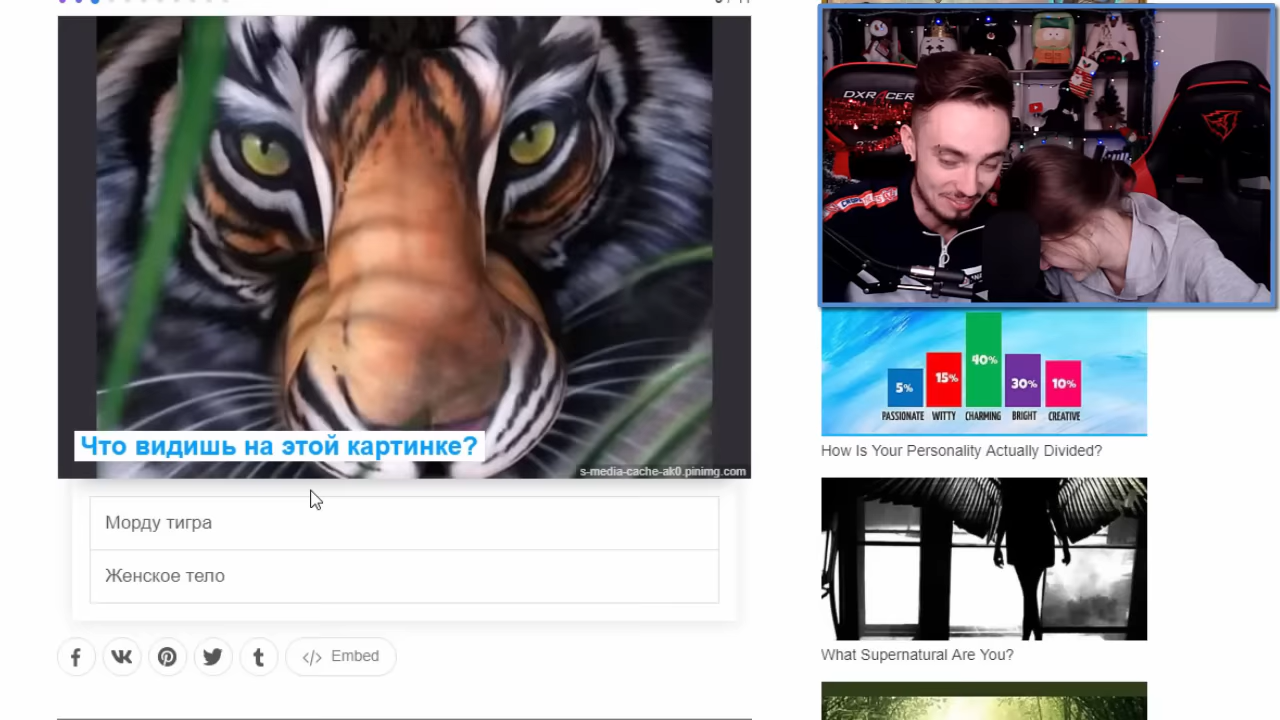 Что видишь на этой картинке?
s-media-cache-ak0.pinimg.com
Морду тигра
Женское тело
Embed
DXRACER
5%
15%
40%
30%
10%
PASSIONATE
WITTY
CHARMING
BRIGHT
CREATIVE
How Is Your Personality Actually Divided?
What Supernatural Are You?